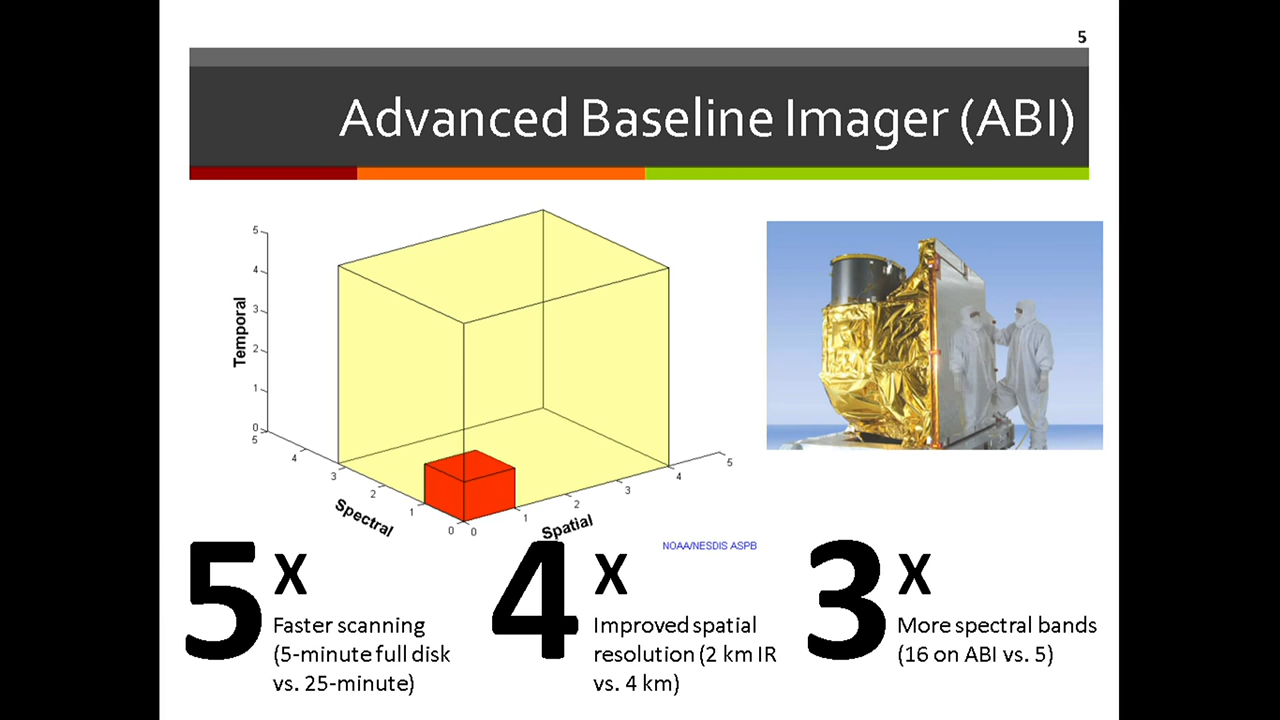 5
Advanced Baseline Imager (ABI)
Temporal
5
4
3
2
1
0
5
4
3
2
1
0
Spectral
0
1
2
3
4
5
Spatial
NOAA/NESDIS ASPB
5 X
Faster scanning
(5-minute full disk
vs. 25-minute)
4 X
Improved spatial
resolution (2 km IR
vs. 4 km)
3 X
More spectral bands
(16 on ABI vs. 5)